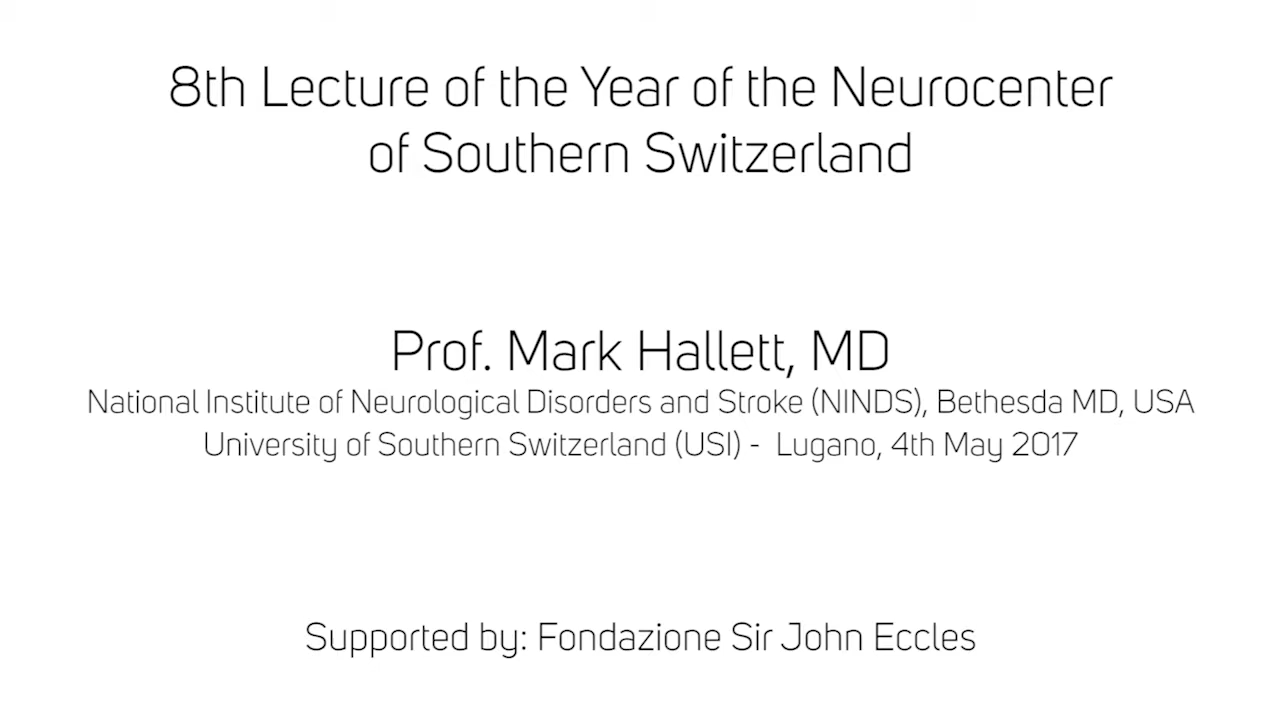 8th Lecture of the Year of the Neurocenter
of Southern Switzerland
Prof. Mark Hallett, MD
National Institute of Neurological Disorders and Stroke (NINDS), Bethesda MD, USA
University of Southern Switzerland (USI) - Lugano, 4th May 2017
Supported by: Fondazione Sir John Eccles